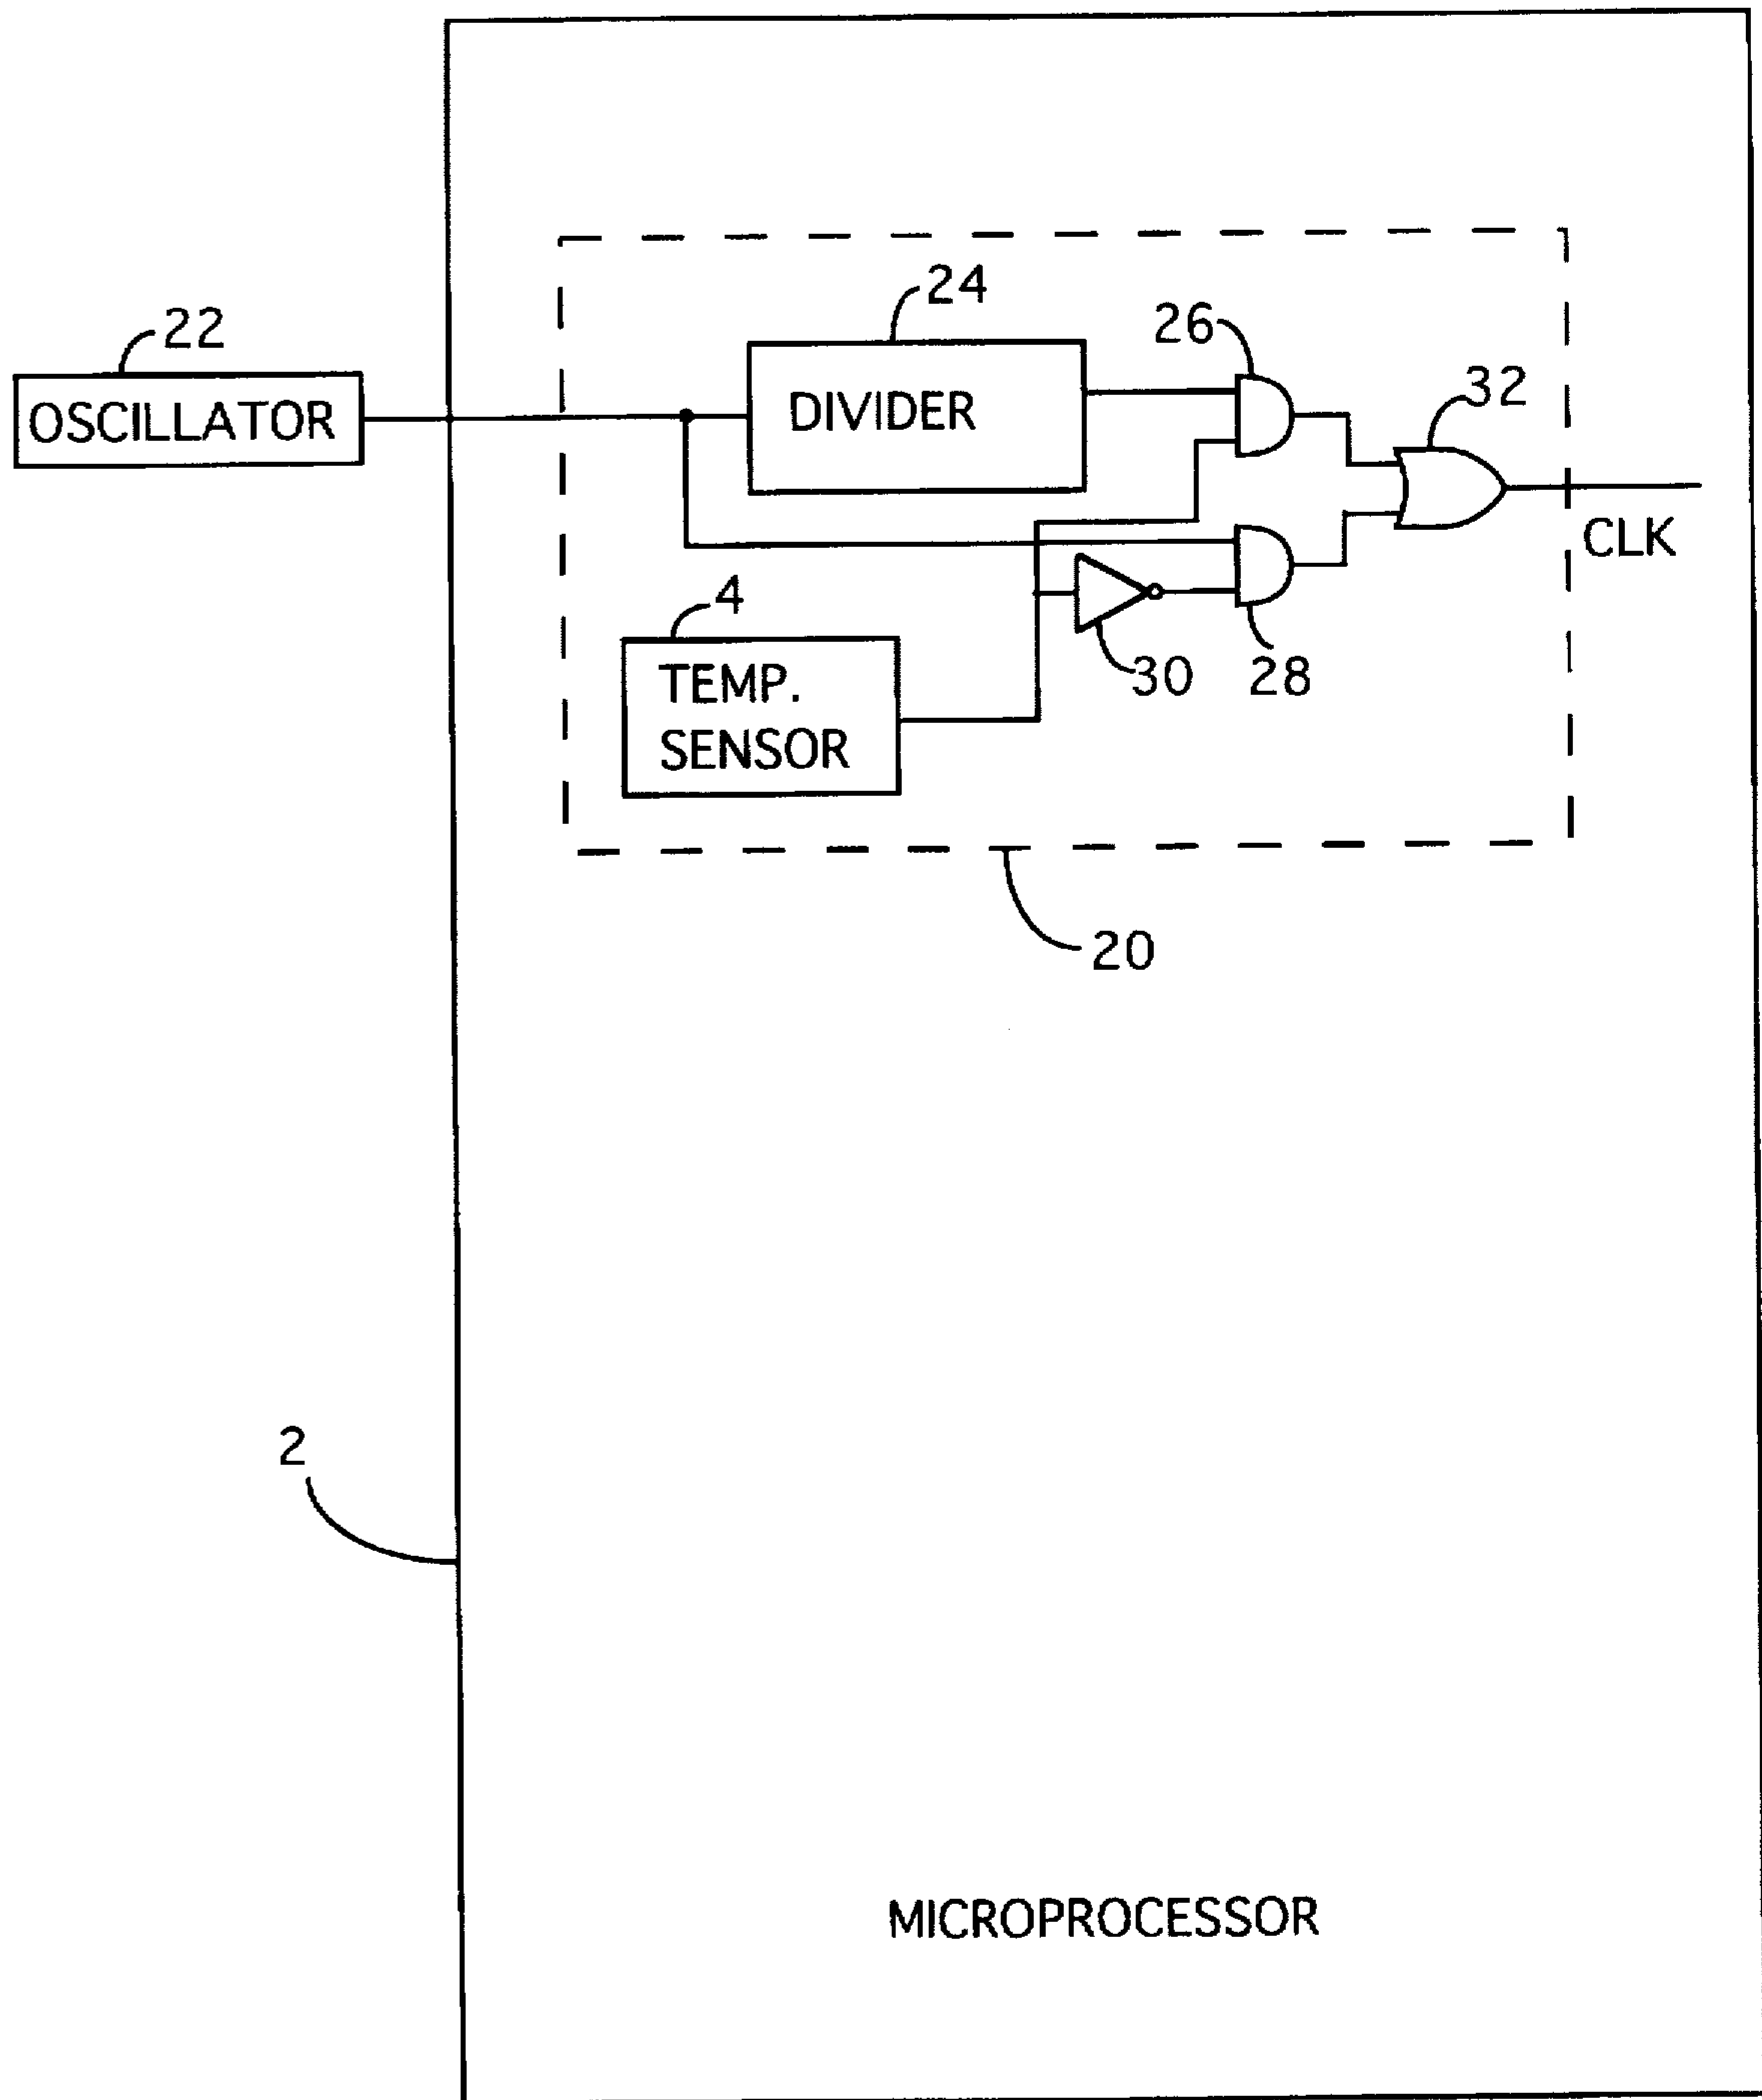 24
26
22
32
OSCILLATOR
DIVIDER
CLK
4
30
28
TEMP.
SENSOR
20
2
MICROPROCESSOR